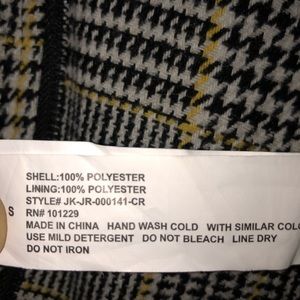 SHELL:100% POLYESTER
LINING:100% POLYESTER
STYLE# JK-JR-000141-CR
S
RN# 101229
MADE IN CHINA HAND WASH COLD WITH SIMILAR COLO
USE MILD DETERGENT DO NOT BLEACH LINE DRY
DO NOT IRON